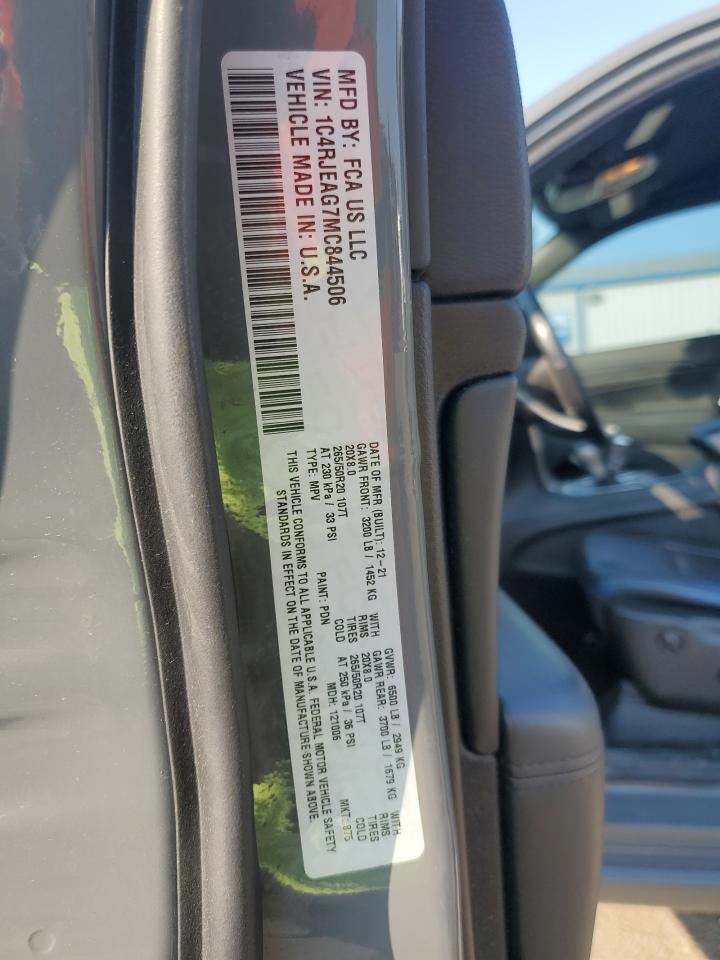 MFD BY: FCA US LLC
VIN: 1C4RJEAG7MC844506
VEHICLE MADE IN: U.S.A.
DATE OF MFR (BUILT): 12-21 GVWR: 6500 LB / 2949 KG
GAWR FRONT: 3200 LB / 1452 KG WITH GAWR REAR: 3700 LB / 1679 KG WITH
20X8.0 RIMS 20X8.0 RIMS
265/50R20 107T TIRES 265/50R20 107T TIRES
AT 230 kPa / 33 PSI COLD AT 250 kPa / 36 PSI COLD
TYPE: MPV PAINT: PDN MDH: 121006 MKT: 875
THIS VEHICLE CONFORMS TO ALL APPLICABLE U.S.A. FEDERAL MOTOR VEHICLE SAFETY
STANDARDS IN EFFECT ON THE DATE OF MANUFACTURE SHOWN ABOVE.